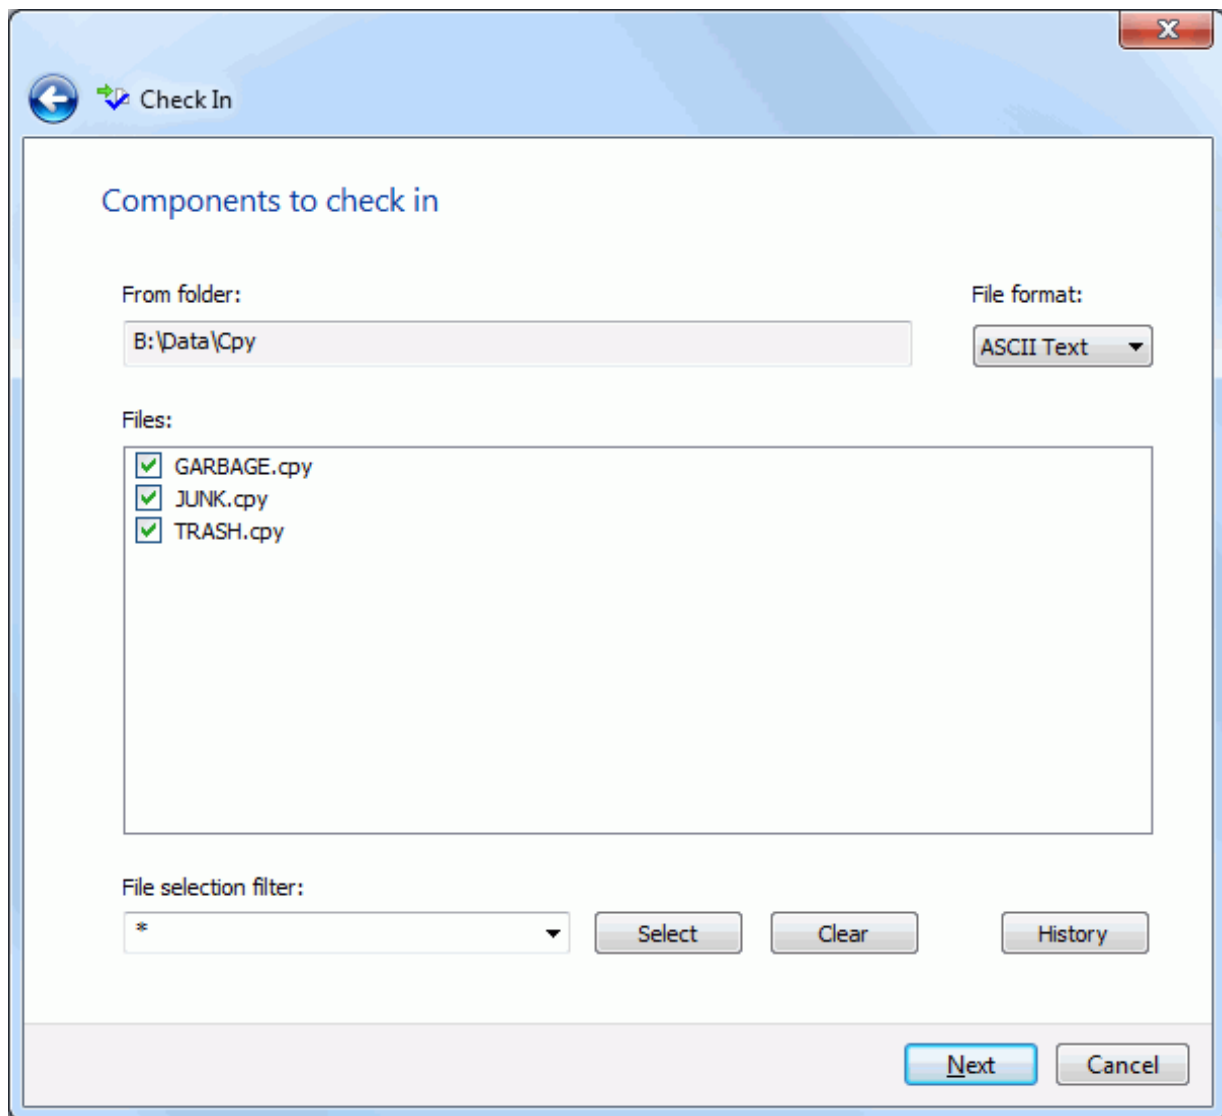 Check In
Components to check in
From folder:
File format:
B:\Data\Cpy
ASCII Text
Files:
GARBAGE.cpy
JUNK.cpy
TRASH.cpy
File selection filter:
*
Select
Clear
History
Next
Cancel